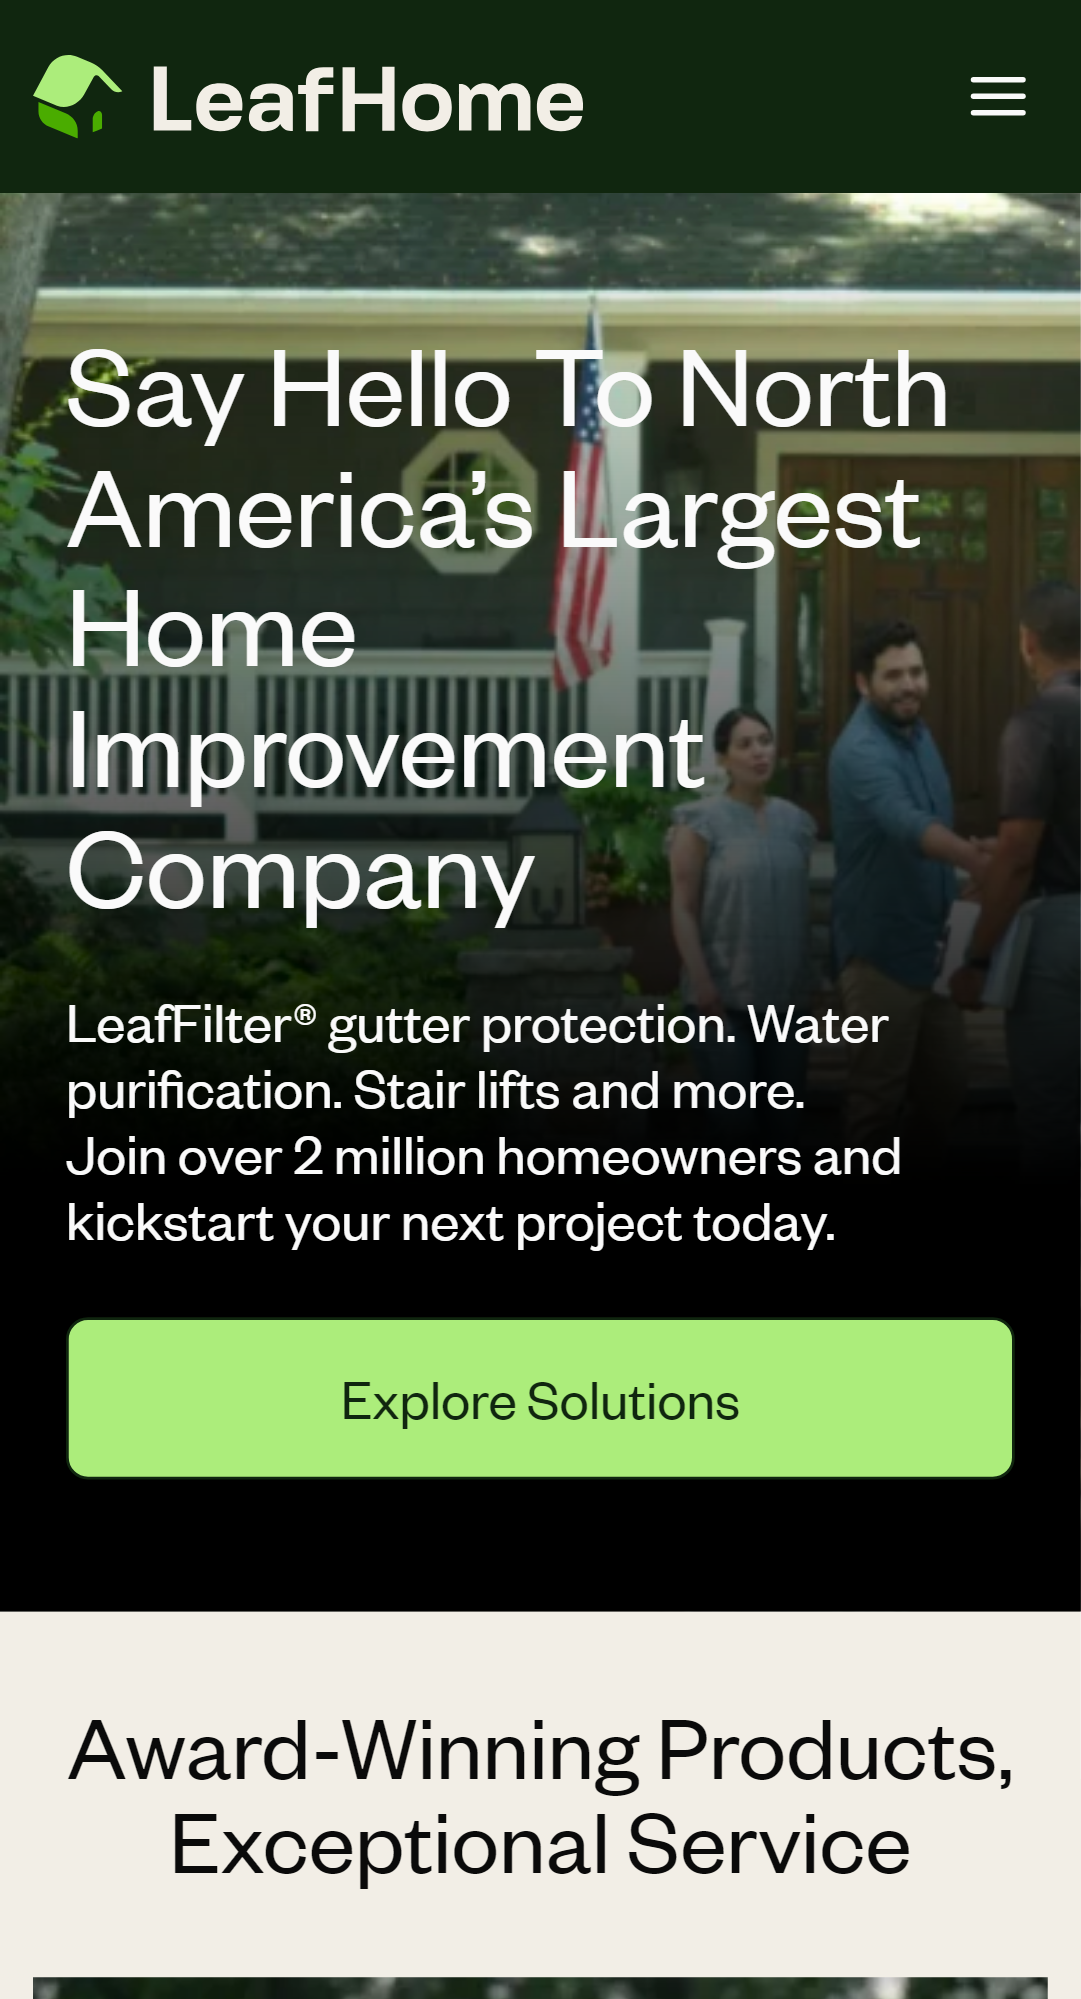 LeafHome
Say Hello To North
America’s Largest
Home
Improvement
Company
LeafFilter® gutter protection. Water
purification. Stair lifts and more.
Join over 2 million homeowners and
kickstart your next project today.
Explore Solutions
Award-Winning Products,
Exceptional Service